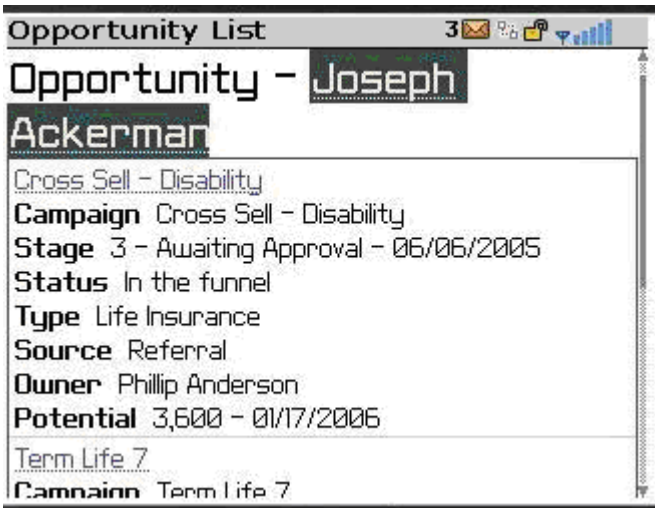 Opportunity List 3
Opportunity - Joseph
Ackerman
Cross Sell - Disability
Campaign Cross Sell - Disability
Stage 3 - Awaiting Approval - 06/06/2005
Status In the funnel
Type Life Insurance
Source Referral
Owner Phillip Anderson
Potential 3,600 - 01/17/2006
Term Life 7
Campaign Term Life 7